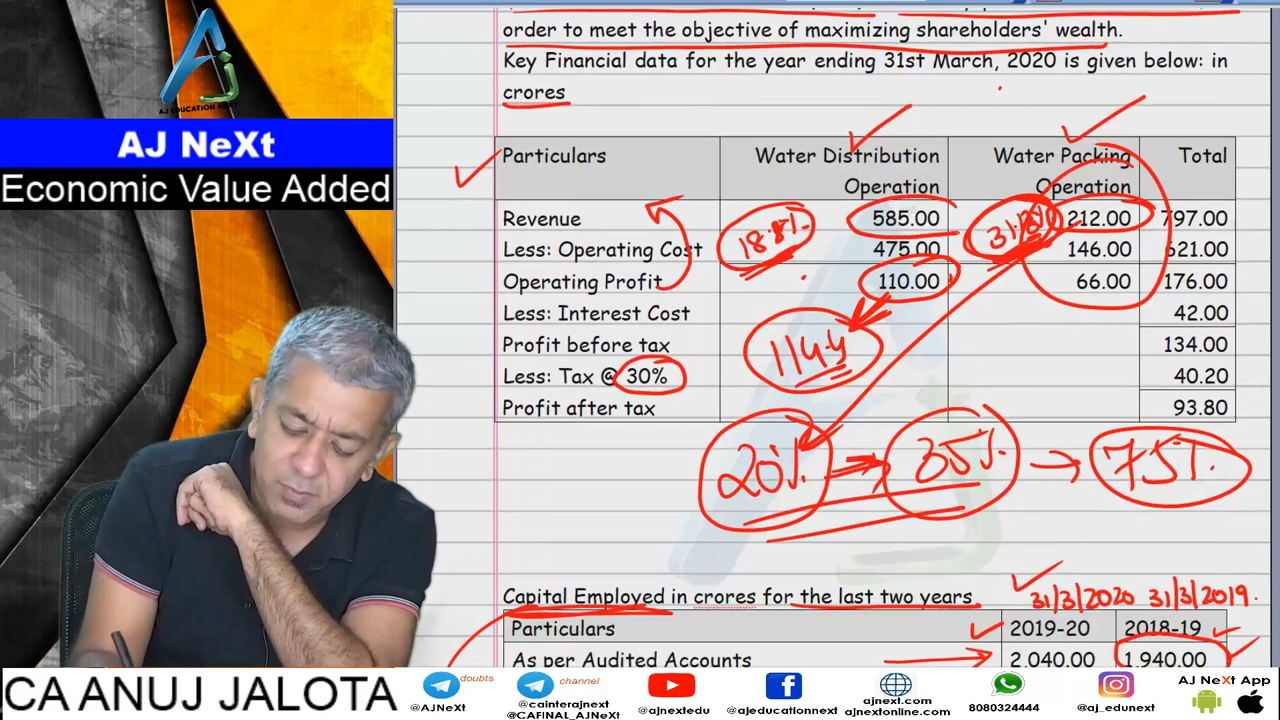 order to meet the objective of maximizing shareholders' wealth.
Key Financial data for the year ending 31st March, 2020 is given below: in
crores
AJ EDUCATION NEXT
AJ NeXt
Economic Value Added
Particulars Water Distribution Operation Water Packing Operation Total
Revenue 585.00 212.00 797.00
Less: Operating Cost 475.00 146.00 621.00
Operating Profit 110.00 66.00 176.00
Less: Interest Cost 42.00
Profit before tax 134.00
Less: Tax @ 30% 40.20
Profit after tax 93.80
18.8%
114.4
20% 35% 75%
Capital Employed in crores for the last two years 31/3/2020 31/3/2019
Particulars 2019-20 2018-19
As per Audited Accounts 2,040.00 1,940.00
CA ANUJ JALOTA
doubts
@AJNeXt
channel
@cainterajnext
@CAFINAL_AJNeXt
@ajnextedu
@ajeducationnext
ajnext.com
ajnextonline.com
8080324444
@aj_edunext
AJ NeXt App